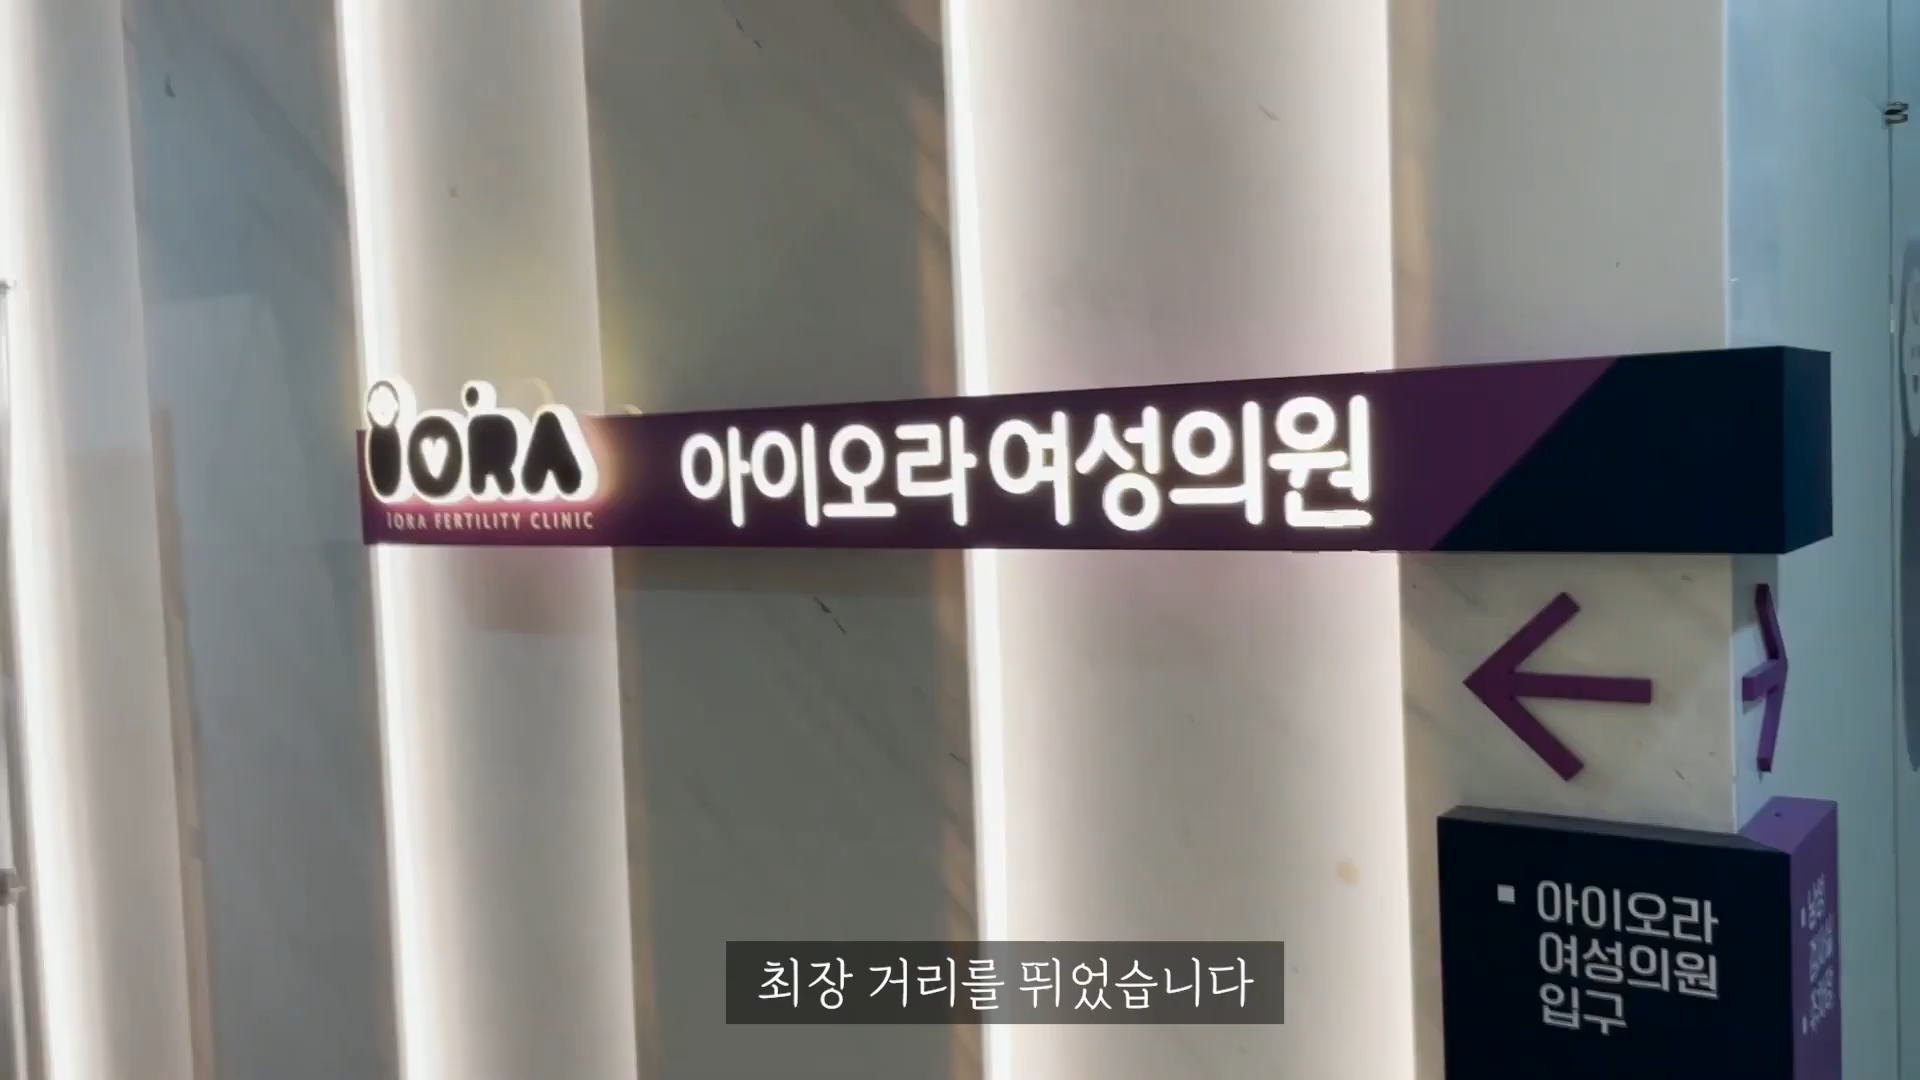 iORA
IORA FERTILITY CLINIC
아이오라 여성의원
아이오라
여성의원
입구
최장 거리를 뛰었습니다